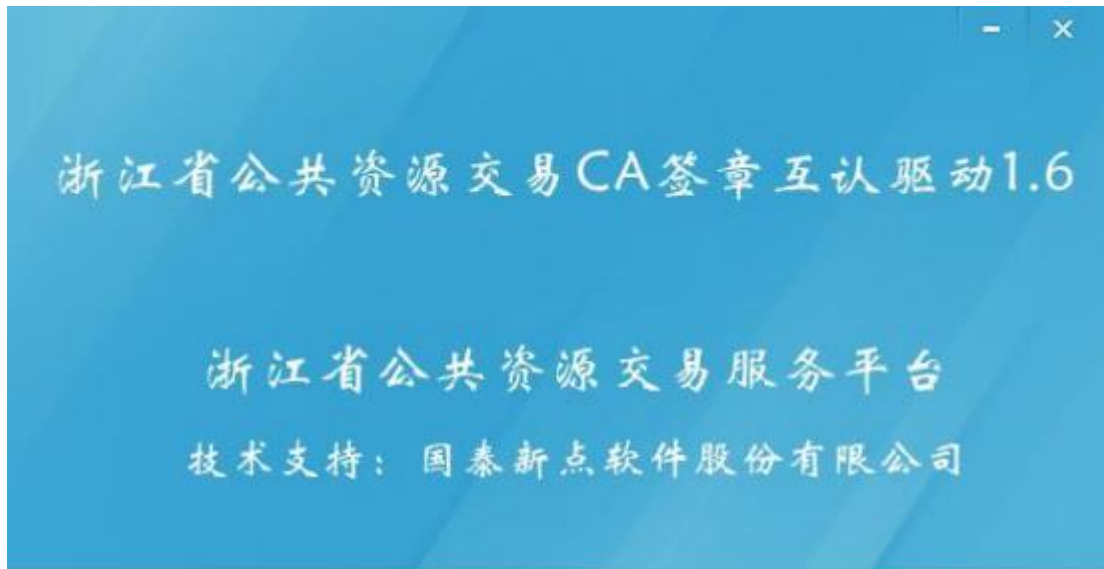 浙江省公共资源交易CA签章互认驱动1.6
浙江省公共资源交易服务平台
技术支持：国泰新点软件股份有限公司